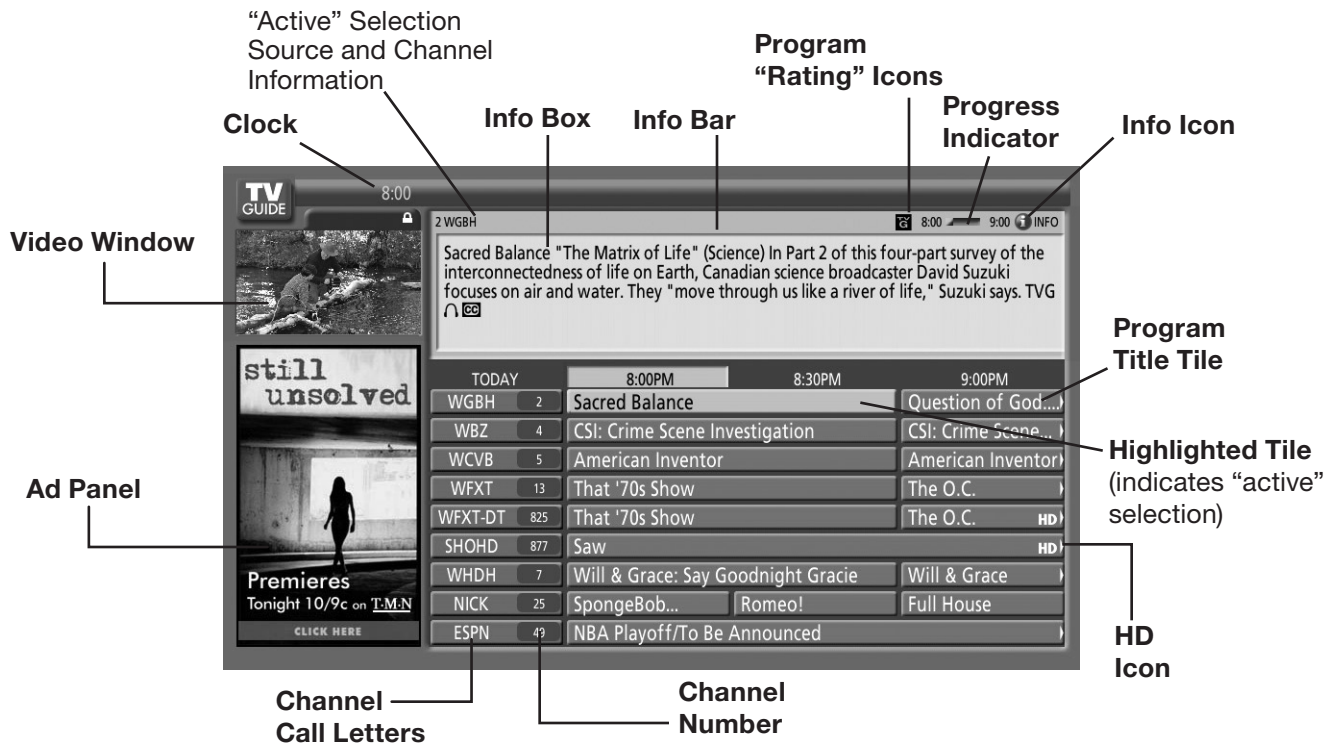 “Active” Selection
Source and Channel
Information
Clock
Info Box
Info Bar
Program
“Rating” Icons
Progress
Indicator
Info Icon
Video Window
Ad Panel
TV
GUIDE
8:00
2 WGBH
TV
G
8:00
9:00
i INFO
Sacred Balance "The Matrix of Life" (Science) In Part 2 of this four-part survey of the
interconnectedness of life on Earth, Canadian science broadcaster David Suzuki
focuses on air and water. They "move through us like a river of life," Suzuki says. TVG
CC
still
unsolved
Premieres
Tonight 10/9c on T·M·N
CLICK HERE
TODAY 8:00PM 8:30PM 9:00PM
WGBH 2 Sacred Balance Question of God....
WBZ 4 CSI: Crime Scene Investigation CSI: Crime Scene...
WCVB 5 American Inventor American Inventor
WFXT 13 That '70s Show The O.C.
WFXT-DT 825 That '70s Show The O.C. HD
SHOHD 877 Saw HD
WHDH 7 Will & Grace: Say Goodnight Gracie Will & Grace
NICK 25 SpongeBob... Romeo! Full House
ESPN 49 NBA Playoff/To Be Announced
Program
Title Tile
Highlighted Tile
(indicates “active”
selection)
HD
Icon
Channel
Call Letters
Channel
Number